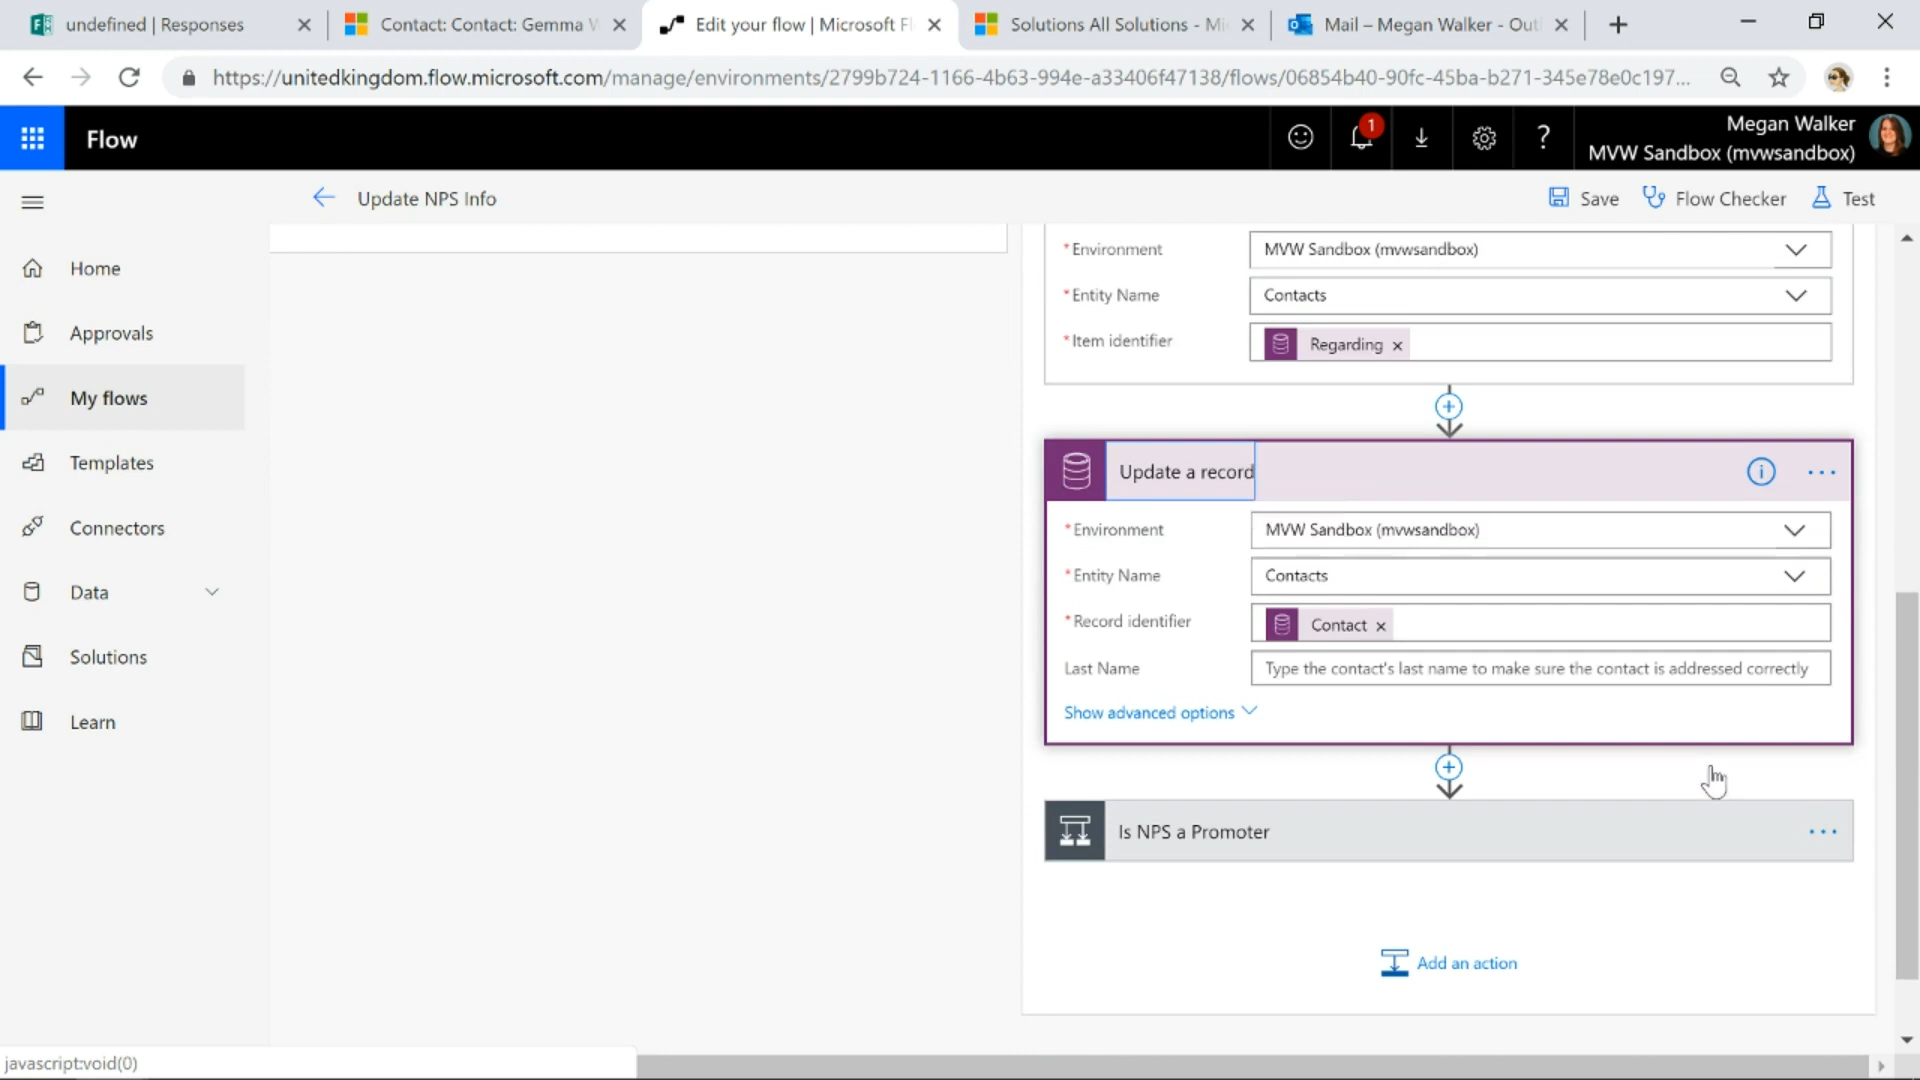 undefined | Responses
Contact: Contact: Gemma
Edit your flow | Microsoft Fl
Solutions All Solutions - Mi
Mail – Megan Walker - Out
https://unitedkingdom.flow.microsoft.com/manage/environments/2799b724-1166-4b63-994e-a33406f47138/flows/06854b40-90fc-45ba-b271-345e78e0c197...
Flow
1
?
Megan Walker
MVW Sandbox (mvwsandbox)
Update NPS Info
Save
Flow Checker
Test
Home
Approvals
My flows
Templates
Connectors
Data
Solutions
Learn
*Environment
MVW Sandbox (mvwsandbox)
*Entity Name
Contacts
*Item identifier
Regarding ×
Update a record
*Environment
MVW Sandbox (mvwsandbox)
*Entity Name
Contacts
*Record identifier
Contact ×
Last Name
Type the contact's last name to make sure the contact is addressed correctly
Show advanced options
Is NPS a Promoter
Add an action
javascript:void(0)